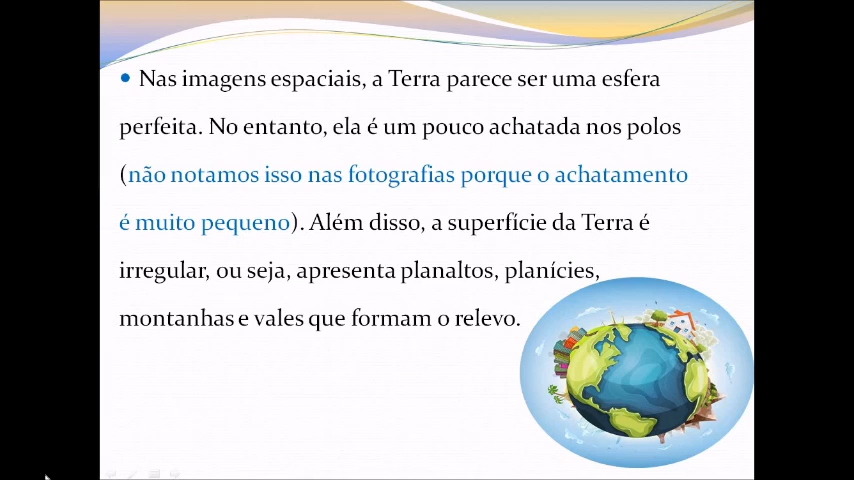 • Nas imagens espaciais, a Terra parece ser uma esfera
perfeita. No entanto, ela é um pouco achatada nos polos
(não notamos isso nas fotografias porque o achatamento
é muito pequeno). Além disso, a superfície da Terra é
irregular, ou seja, apresenta planaltos, planícies,
montanhas e vales que formam o relevo.